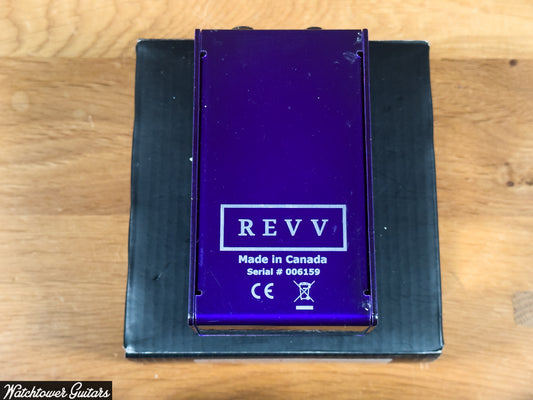 REVV
Made in Canada
Serial # 006159
CE
Watchtower Guitars